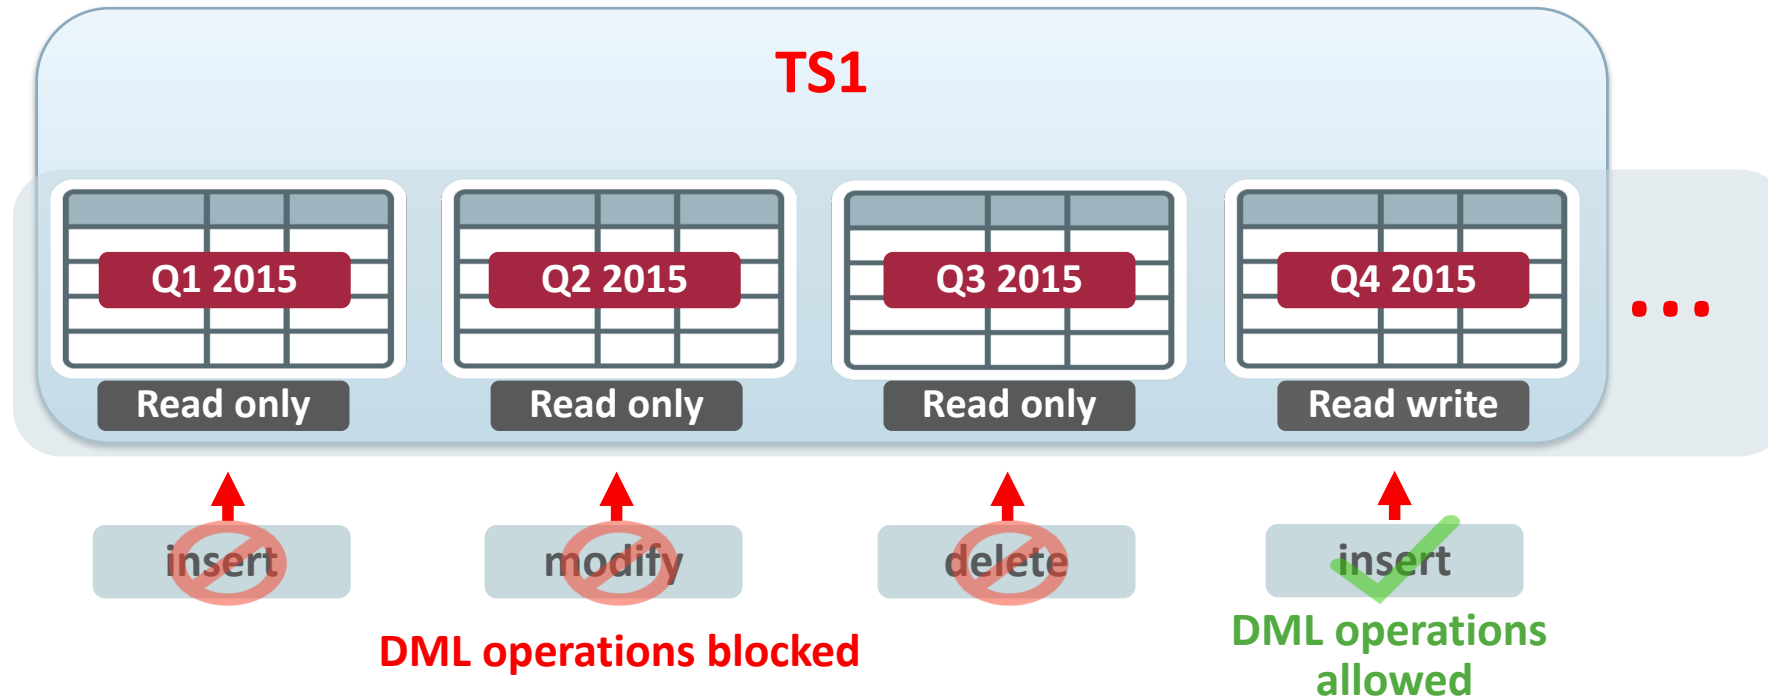 TS1
Q1 2015
Q2 2015
Q3 2015
Q4 2015
...
Read only
Read only
Read only
Read write
insert
modify
delete
insert
DML operations blocked
DML operations
allowed